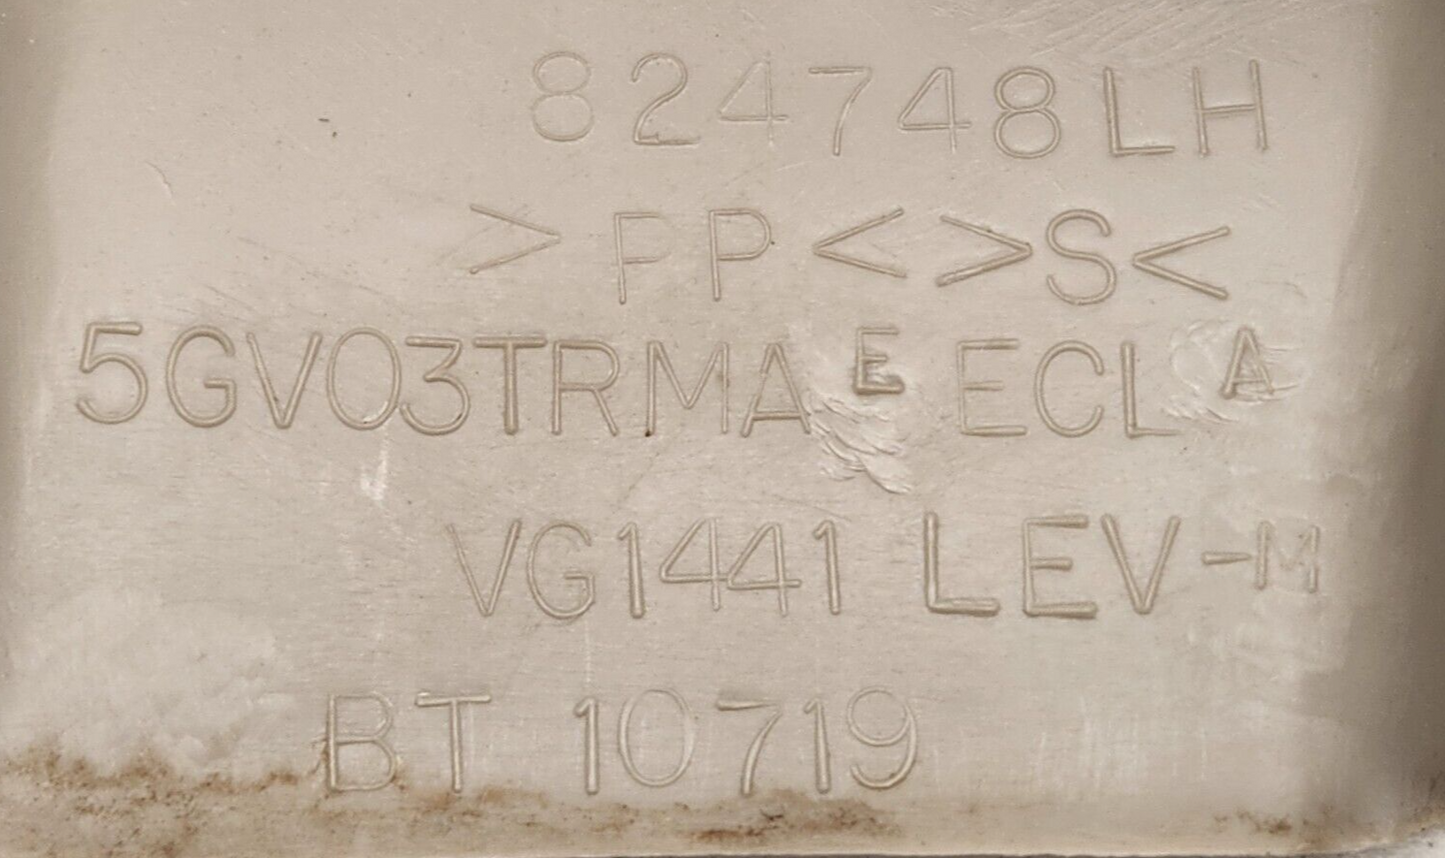 824748LH
>PP<>S<
5GV03TRMA E ECL A
VG1441 LEV-M
BT 10719